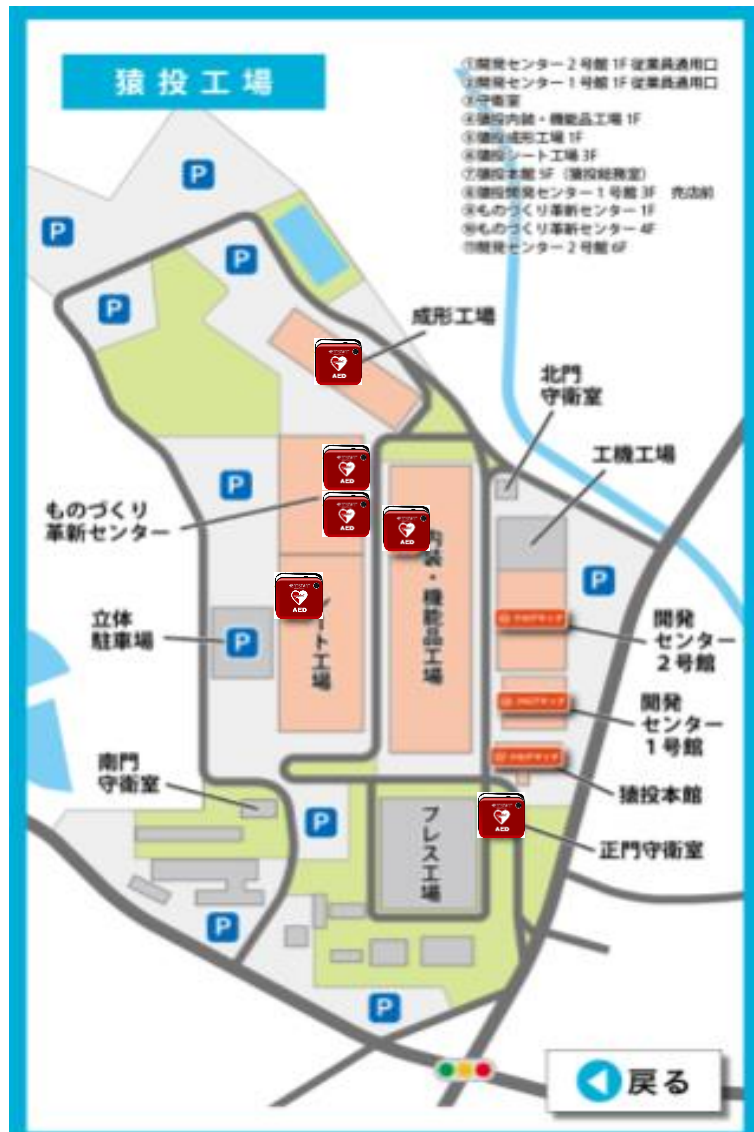 猿投工場
①開発センター2号館 1F 従業員通用口
②開発センター1号館 1F 従業員通用口
③守衛室
④猿投内装・機能品工場 1F
⑤猿投成形工場 1F
⑥猿投シート工場 3F
⑦猿投本館 5F（猿投総務室）
⑧猿投開発センター1号館 3F 売店前
⑨ものづくり革新センター 1F
⑩ものづくり革新センター 4F
⑪開発センター2号館 6F
P
P
P
P
成形工場
AED
北門
守衛室
工機工場
P
ものづくり
革新センター
AED
AED
AED
内装・機能品工場
P
立体
駐車場
P
AED
ート工場
開発
センター
2号館
開発
センター
1号館
南門
守衛室
猿投本館
P
プレス工場
AED
正門守衛室
P
P
戻る